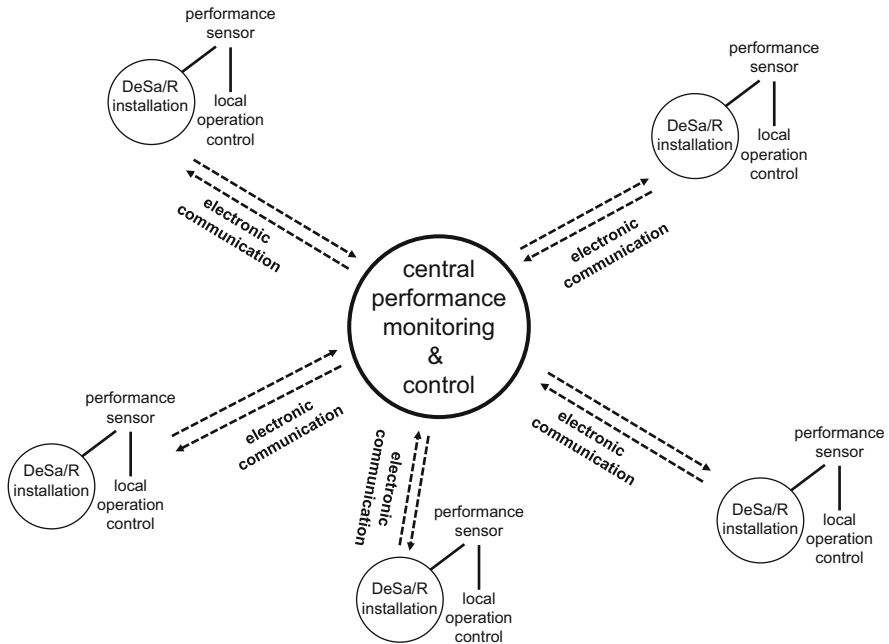 performance
sensor
DeSa/R
installation
local
operation
control
performance
sensor
DeSa/R
installation
local
operation
control
electronic
communication
electronic
communication
central
performance
monitoring
&
control
performance
sensor
DeSa/R
installation
local
operation
control
electronic
communication
electronic
communication
performance
sensor
DeSa/R
installation
local
operation
control
electronic
communication
performance
sensor
DeSa/R
installation
local
operation
control